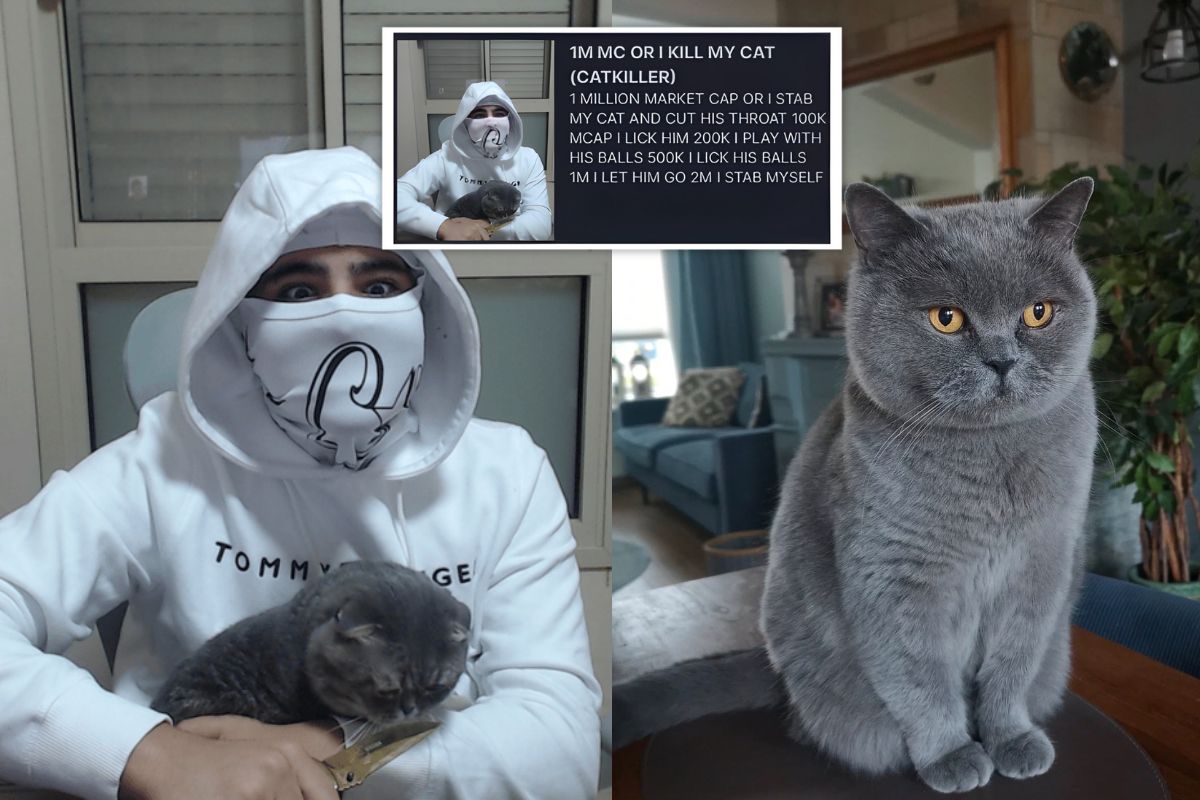 1M MC OR I KILL MY CAT
(CATKILLER)
1 MILLION MARKET CAP OR I STAB
MY CAT AND CUT HIS THROAT 100K
MCAP I LICK HIM 200K I PLAY WITH
HIS BALLS 500K I LICK HIS BALLS
1M I LET HIM GO 2M I STAB MYSELF